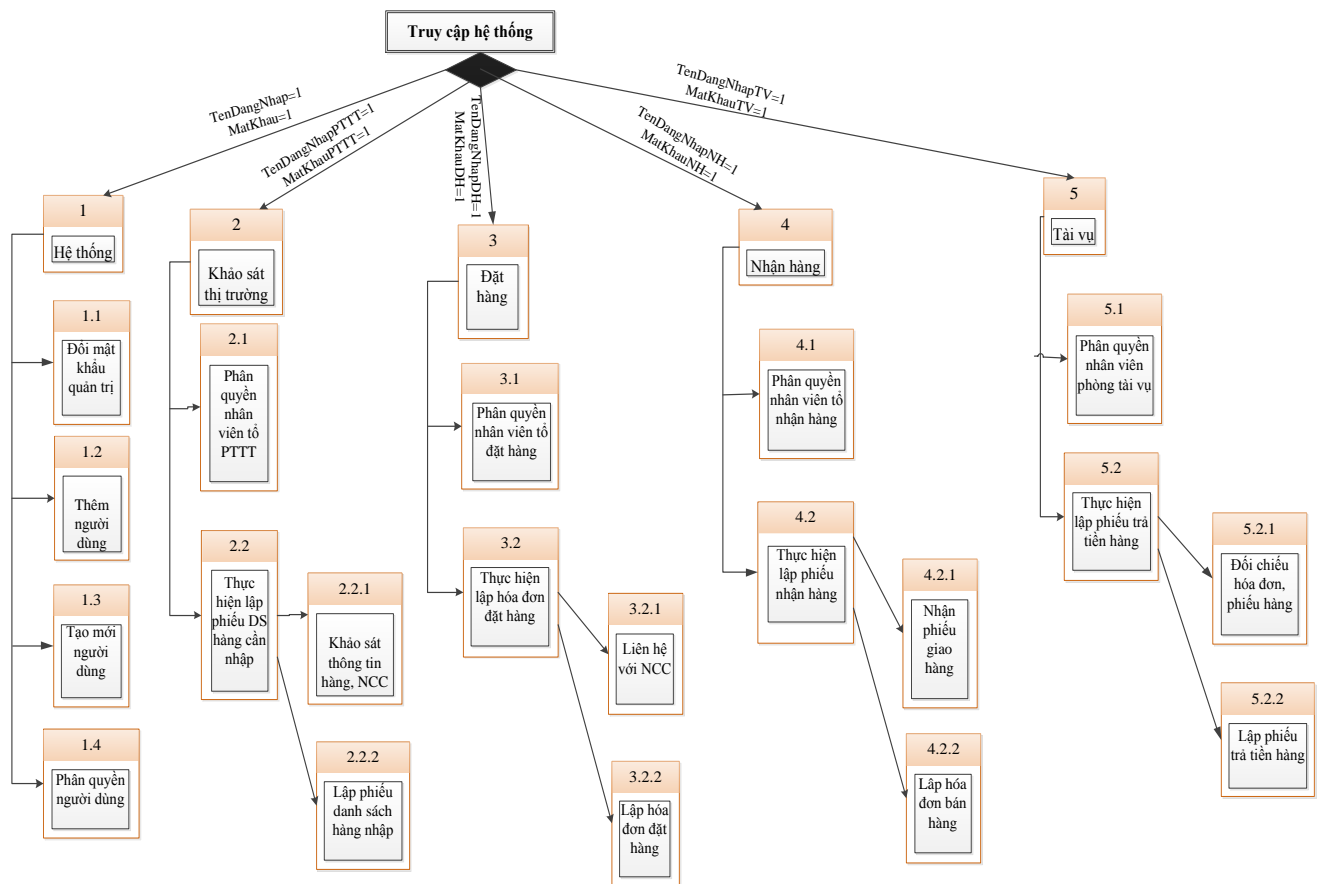 Truy cập hệ thống
TenDangNhap=1
MatKhau=1
TenDangNhapPTTT=1
MatKhauPTTT=1
TenDangNhapDH=1
MatKhauDH=1
TenDangNhapNH=1
MatKhauNH=1
TenDangNhapTV=1
MatKhauTV=1
1
Hệ thống
1.1
Đổi mật
khẩu
quản trị
1.2
Thêm
người
dùng
1.3
Tạo mới
người
dùng
1.4
Phân quyền
người dùng
2
Khảo sát
thị trường
2.1
Phân
quyền
nhân
viên tổ
PTTT
2.2
Thực
hiện lập
phiếu DS
hàng cần
nhập
2.2.1
Khảo sát
thông tin
hàng, NCC
2.2.2
Lập phiếu
danh sách
hàng nhập
3
Đặt
hàng
3.1
Phân quyền
nhân viên tổ
đặt hàng
3.2
Thực hiện
lập hóa đơn
đặt hàng
3.2.1
Liên hệ
với NCC
3.2.2
Lập hóa
đơn đặt
hàng
4
Nhận hàng
4.1
Phân quyền
nhân viên tổ
nhận hàng
4.2
Thực hiện
lập phiếu
nhận hàng
4.2.1
Nhận
phiếu
giao
hàng
4.2.2
Lâp hóa
đơn bán
hàng
5
Tài vụ
5.1
Phân quyền
nhân viên
phòng tài vụ
5.2
Thực hiện
lập phiếu trả
tiền hàng
5.2.1
Đối chiếu
hóa đơn,
phiếu hàng
5.2.2
Lập phiếu
trả tiền hàng